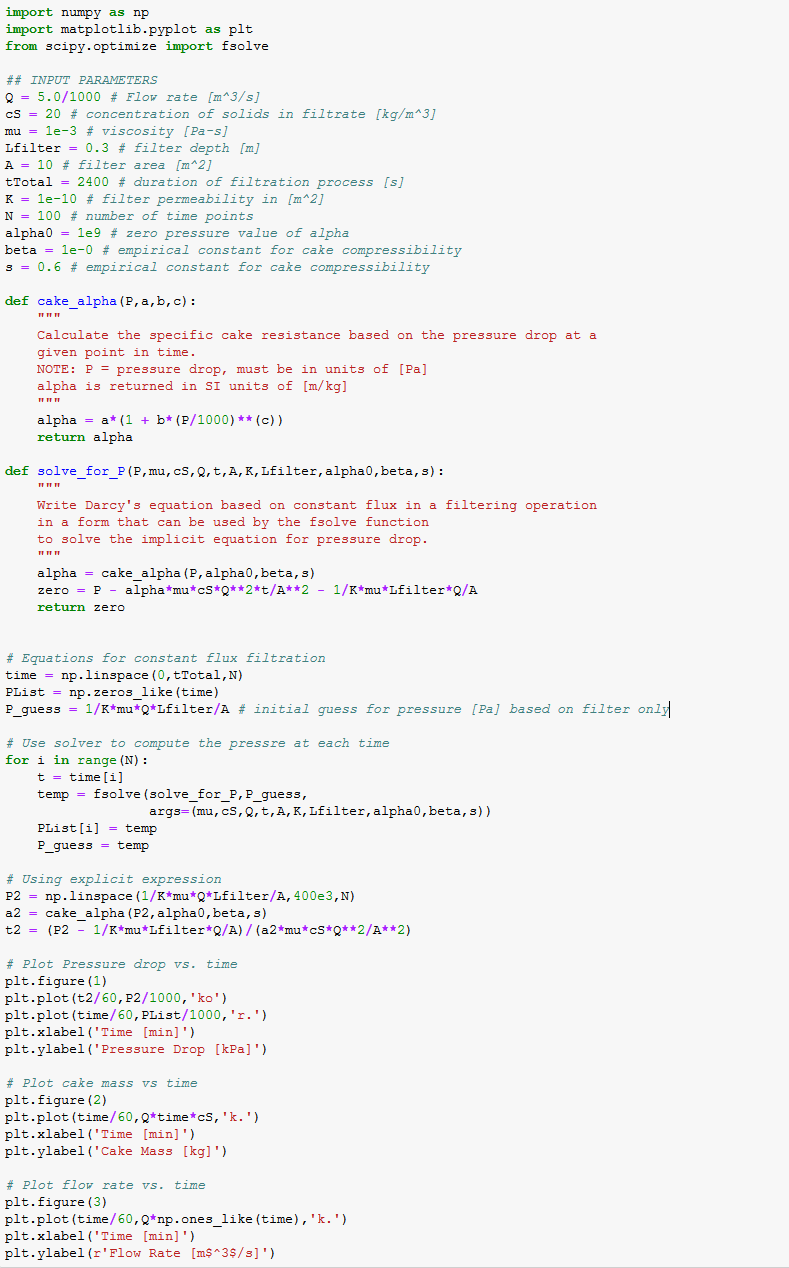 import numpy as np
import matplotlib.pyplot as plt
from scipy.optimize import fsolve

## INPUT PARAMETERS
Q = 5.0/1000 # Flow rate [m^3/s]
cS = 20 # concentration of solids in filtrate [kg/m^3]
mu = 1e-3 # viscosity [Pa-s]
Lfilter = 0.3 # filter depth [m]
A = 10 # filter area [m^2]
tTotal = 2400 # duration of filtration process [s]
K = 1e-10 # filter permeability in [m^2]
N = 100 # number of time points
alpha0 = 1e9 # zero pressure value of alpha
beta = 1e-0 # empirical constant for cake compressibility
s = 0.6 # empirical constant for cake compressibility

def cake_alpha(P,a,b,c):
    """
    Calculate the specific cake resistance based on the pressure drop at a
    given point in time.
    NOTE: P = pressure drop, must be in units of [Pa]
    alpha is returned in SI units of [m/kg]
    """
    alpha = a*(1 + b*(P/1000)**(c))
    return alpha

def solve_for_P(P,mu,cS,Q,t,A,K,Lfilter,alpha0,beta,s):
    """
    Write Darcy's equation based on constant flux in a filtering operation
    in a form that can be used by the fsolve function
    to solve the implicit equation for pressure drop.
    """
    alpha = cake_alpha(P,alpha0,beta,s)
    zero = P - alpha*mu*cS*Q**2*t/A**2 - 1/K*mu*Lfilter*Q/A
    return zero


# Equations for constant flux filtration
time = np.linspace(0,tTotal,N)
PList = np.zeros_like(time)
P_guess = 1/K*mu*Q*Lfilter/A # initial guess for pressure [Pa] based on filter only

# Use solver to compute the pressre at each time
for i in range(N):
    t = time[i]
    temp = fsolve(solve_for_P,P_guess,
                  args=(mu,cS,Q,t,A,K,Lfilter,alpha0,beta,s))
    PList[i] = temp
    P_guess = temp

# Using explicit expression
P2 = np.linspace(1/K*mu*Q*Lfilter/A,400e3,N)
a2 = cake_alpha(P2,alpha0,beta,s)
t2 = (P2 - 1/K*mu*Lfilter*Q/A)/(a2*mu*cS*Q**2/A**2)

# Plot Pressure drop vs. time
plt.figure(1)
plt.plot(t2/60,P2/1000,'ko')
plt.plot(time/60,PList/1000,'r.')
plt.xlabel('Time [min]')
plt.ylabel('Pressure Drop [kPa]')

# Plot cake mass vs time
plt.figure(2)
plt.plot(time/60,Q*time*cS,'k.')
plt.xlabel('Time [min]')
plt.ylabel('Cake Mass [kg]')

# Plot flow rate vs. time
plt.figure(3)
plt.plot(time/60,Q*np.ones_like(time),'k.')
plt.xlabel('Time [min]')
plt.ylabel(r'Flow Rate [m$^3$/s]')